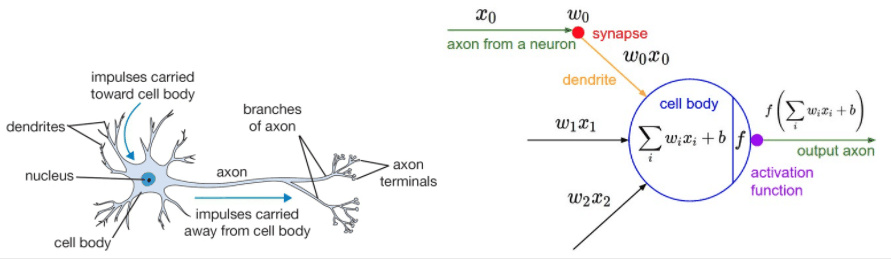 impulses carried
toward cell body
dendrites
nucleus
cell body
branches
of axon
axon
axon
terminals
impulses carried
away from cell body
x₀
w₀
synapse
axon from a neuron
w₀x₀
dendrite
cell body
w₁x₁
∑ᵢ wᵢxᵢ + b
f
w₂x₂
f(∑ᵢ wᵢxᵢ + b)
output axon
activation
function